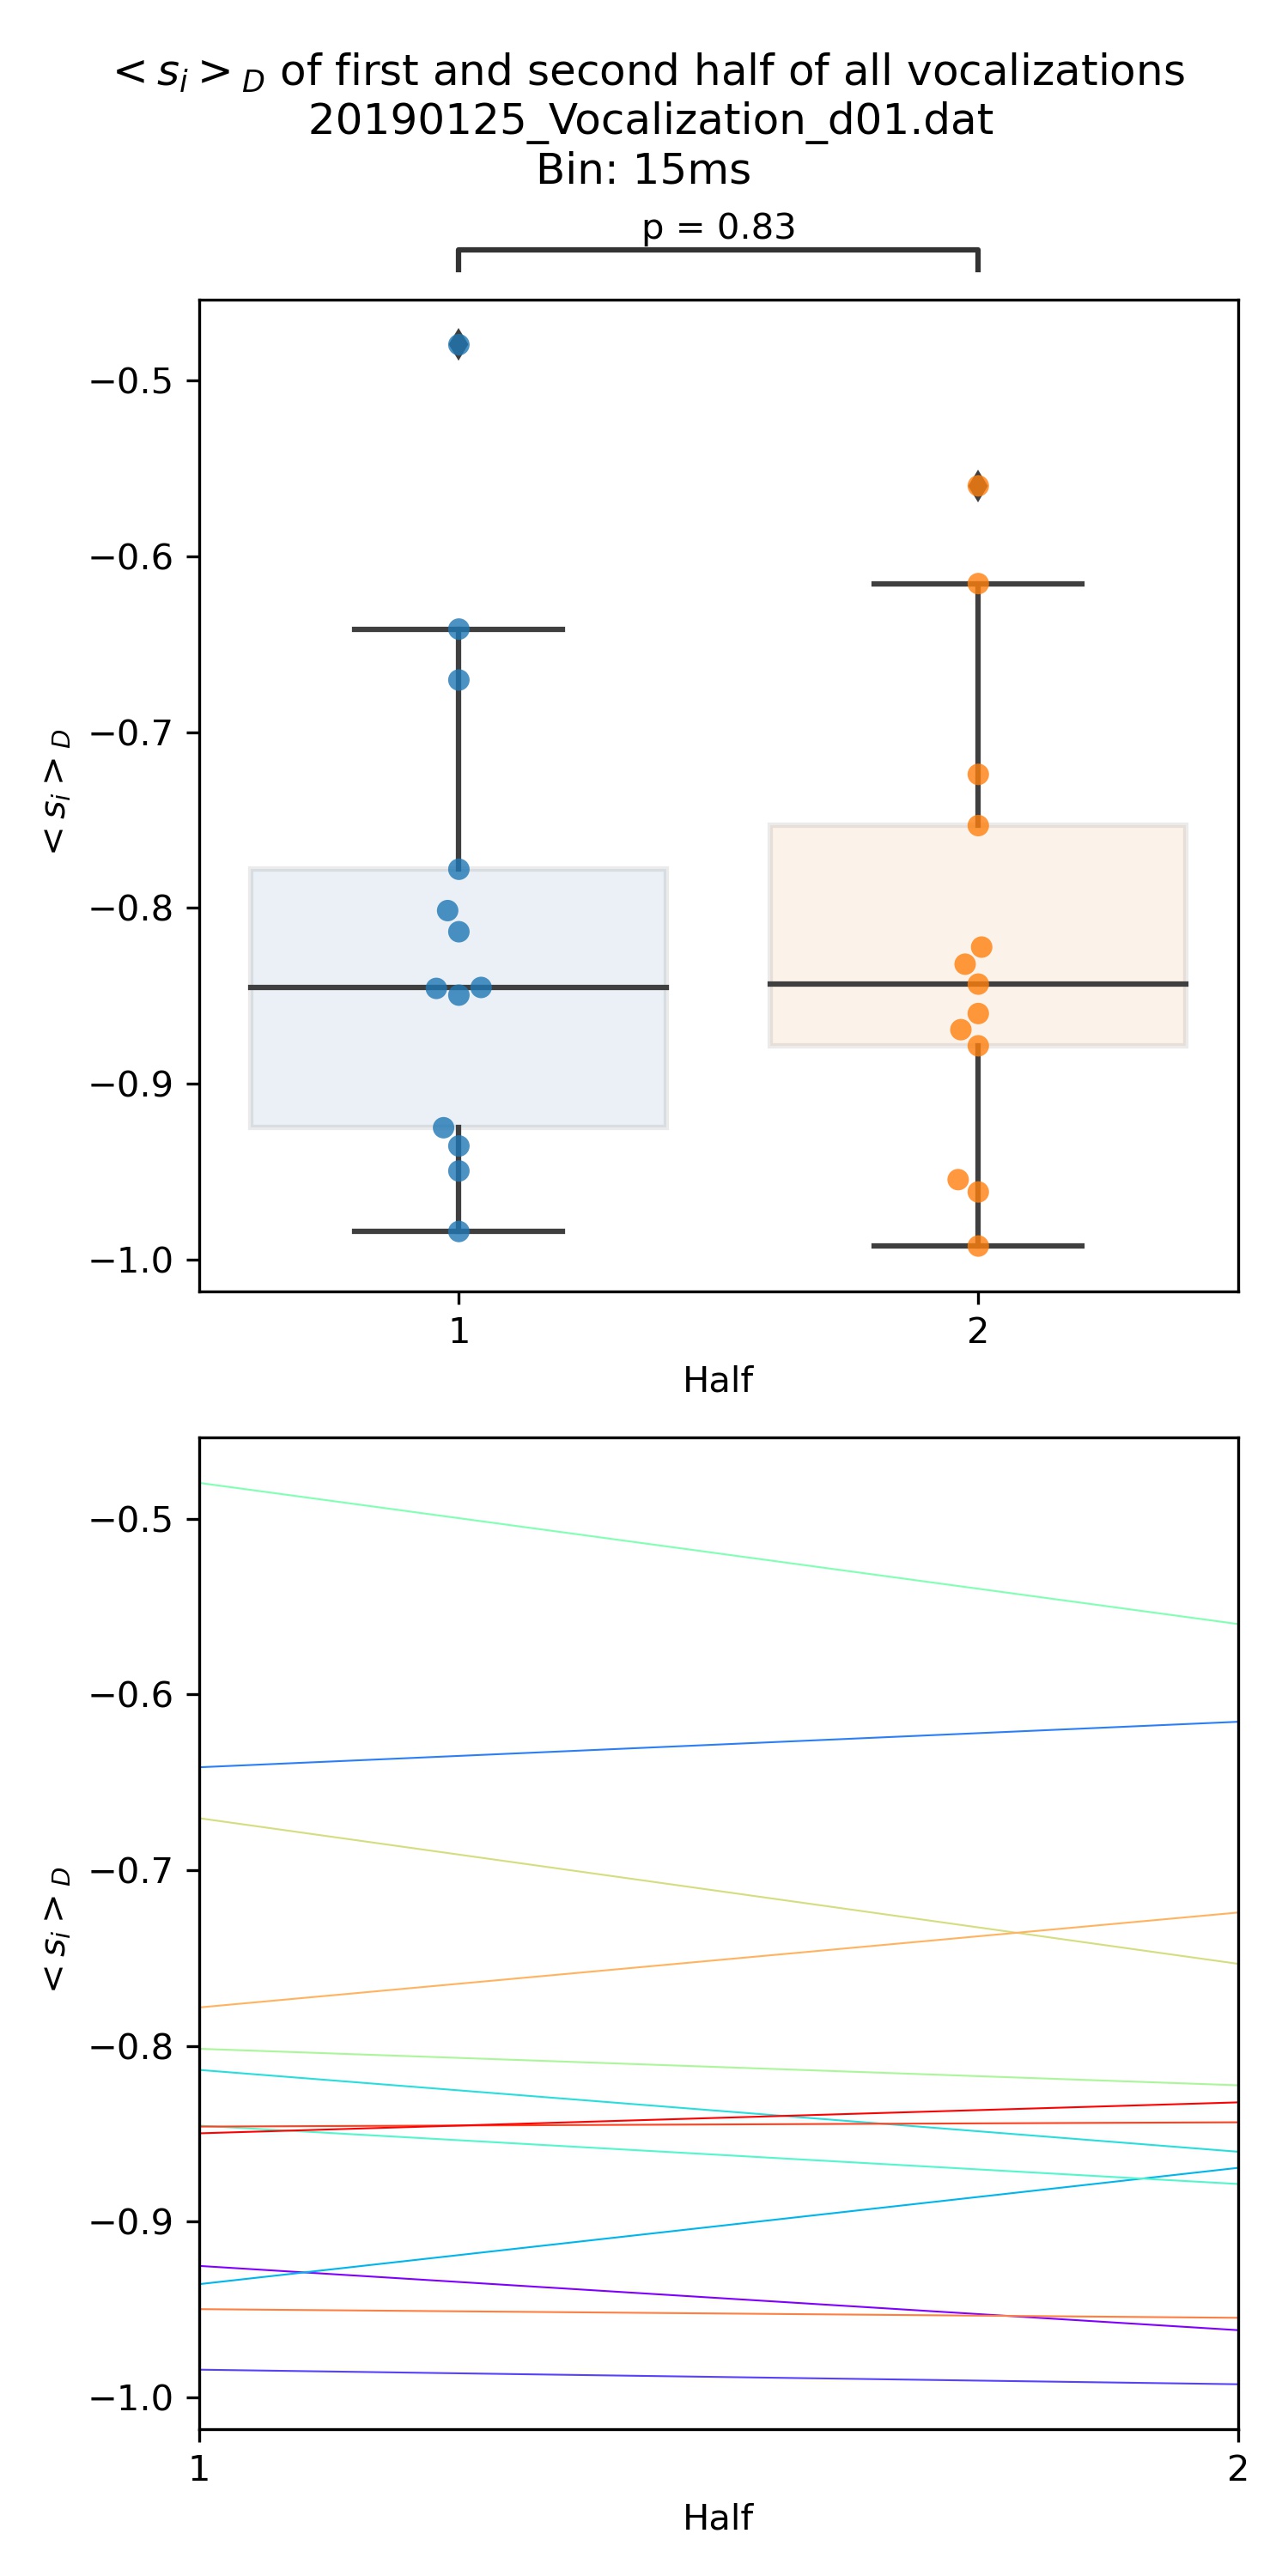 < s_i >_D of first and second half of all vocalizations
20190125_Vocalization_d01.dat
Bin: 15ms
p = 0.83
< s_i >_D
−0.5
−0.6
−0.7
−0.8
−0.9
−1.0
1 2
Half
< s_i >_D
−0.5
−0.6
−0.7
−0.8
−0.9
−1.0
1 2
Half